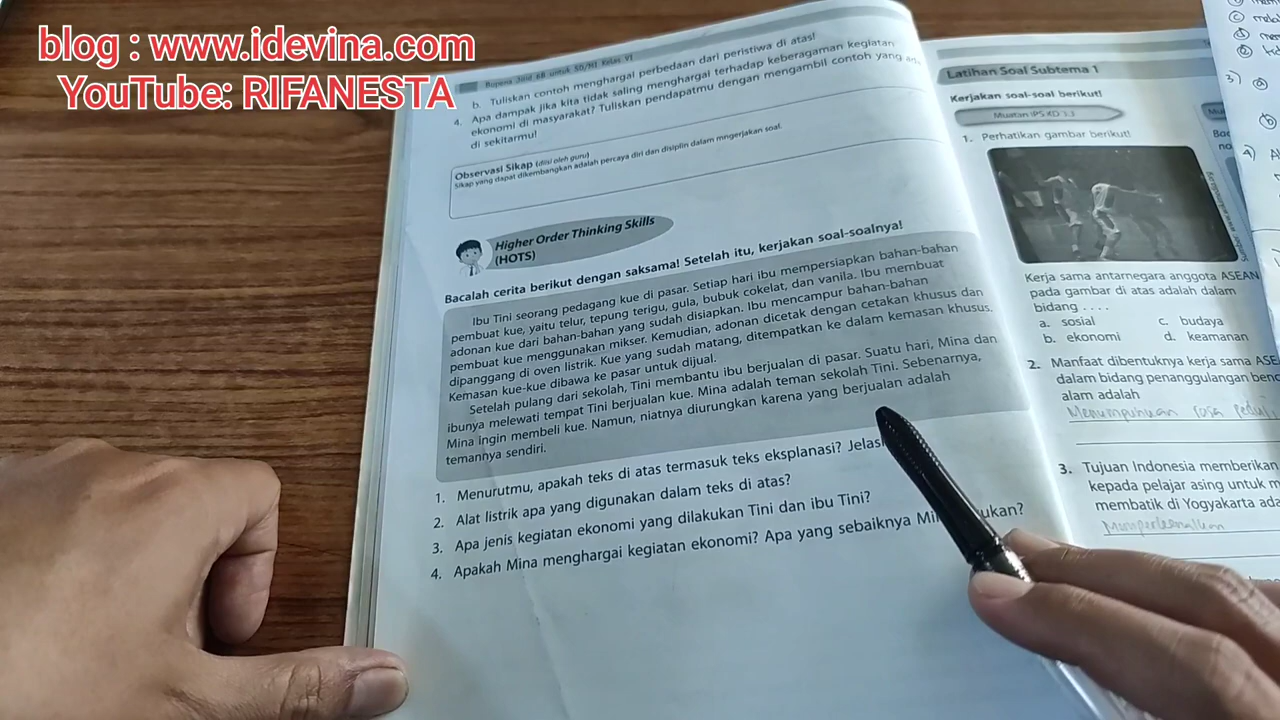 blog : www.idevina.com
YouTube: RIFANESTA
Bupena Jilid 6B untuk SD/MI Kelas VI
b. Tuliskan contoh menghargai perbedaan dari peristiwa di atas!
4. Apa dampak jika kita tidak saling menghargai terhadap keberagaman kegiatan
ekonomi di masyarakat? Tuliskan pendapatmu dengan mengambil contoh yang
di sekitarmu!
Observasi Sikap (diisi oleh guru)
Sikap yang dapat dikembangkan adalah percaya diri dan disiplin dalam mngerjakan soal.
Higher Order Thinking Skills
(HOTS)
Bacalah cerita berikut dengan saksama! Setelah itu, kerjakan soal-soalnya!
Ibu Tini seorang pedagang kue di pasar. Setiap hari ibu mempersiapkan bahan-bahan
pembuat kue, yaitu telur, tepung terigu, gula, bubuk cokelat, dan vanila. Ibu membuat
adonan kue dari bahan-bahan yang sudah disiapkan. Ibu mencampur bahan-bahan
pembuat kue menggunakan mikser. Kemudian, adonan dicetak dengan cetakan khusus dan
dipanggang di oven listrik. Kue yang sudah matang, ditempatkan ke dalam kemasan khusus.
Kemasan kue-kue dibawa ke pasar untuk dijual.
Setelah pulang dari sekolah, Tini membantu ibu berjualan di pasar. Suatu hari, Mina dan
ibunya melewati tempat Tini berjualan kue. Mina adalah teman sekolah Tini. Sebenarnya,
Mina ingin membeli kue. Namun, niatnya diurungkan karena yang berjualan adalah
temannya sendiri.
1. Menurutmu, apakah teks di atas termasuk teks eksplanasi? Jelas
2. Alat listrik apa yang digunakan dalam teks di atas?
3. Apa jenis kegiatan ekonomi yang dilakukan Tini dan ibu Tini?
4. Apakah Mina menghargai kegiatan ekonomi? Apa yang sebaiknya Mi ukan?
Latihan Soal Subtema 1
Kerjakan soal-soal berikut!
Muatan IPS KD 3.3
1. Perhatikan gambar berikut!
Kerja sama antarnegara anggota ASEAN
pada gambar di atas adalah dalam
bidang . . . .
a. sosial c. budaya
b. ekonomi d. keamanan
2. Manfaat dibentuknya kerja sama ASE
dalam bidang penanggulangan benc
alam adalah
Menumpuhkan rasa peduli
3. Tujuan Indonesia memberikan
kepada pelajar asing untuk m
membatik di Yogyakarta ada